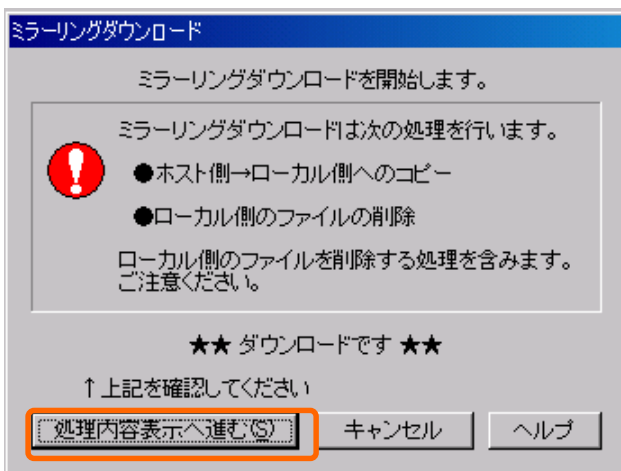 ミラーリングダウンロード
ミラーリングダウンロードを開始します。
ミラーリングダウンロードは次の処理を行います。
●ホスト側→ローカル側へのコピー
●ローカル側のファイルの削除
ローカル側のファイルを削除する処理を含みます。
ご注意ください。
★★ ダウンロードです ★★
↑上記を確認してください
処理内容表示へ進む(S)
キャンセル
ヘルプ